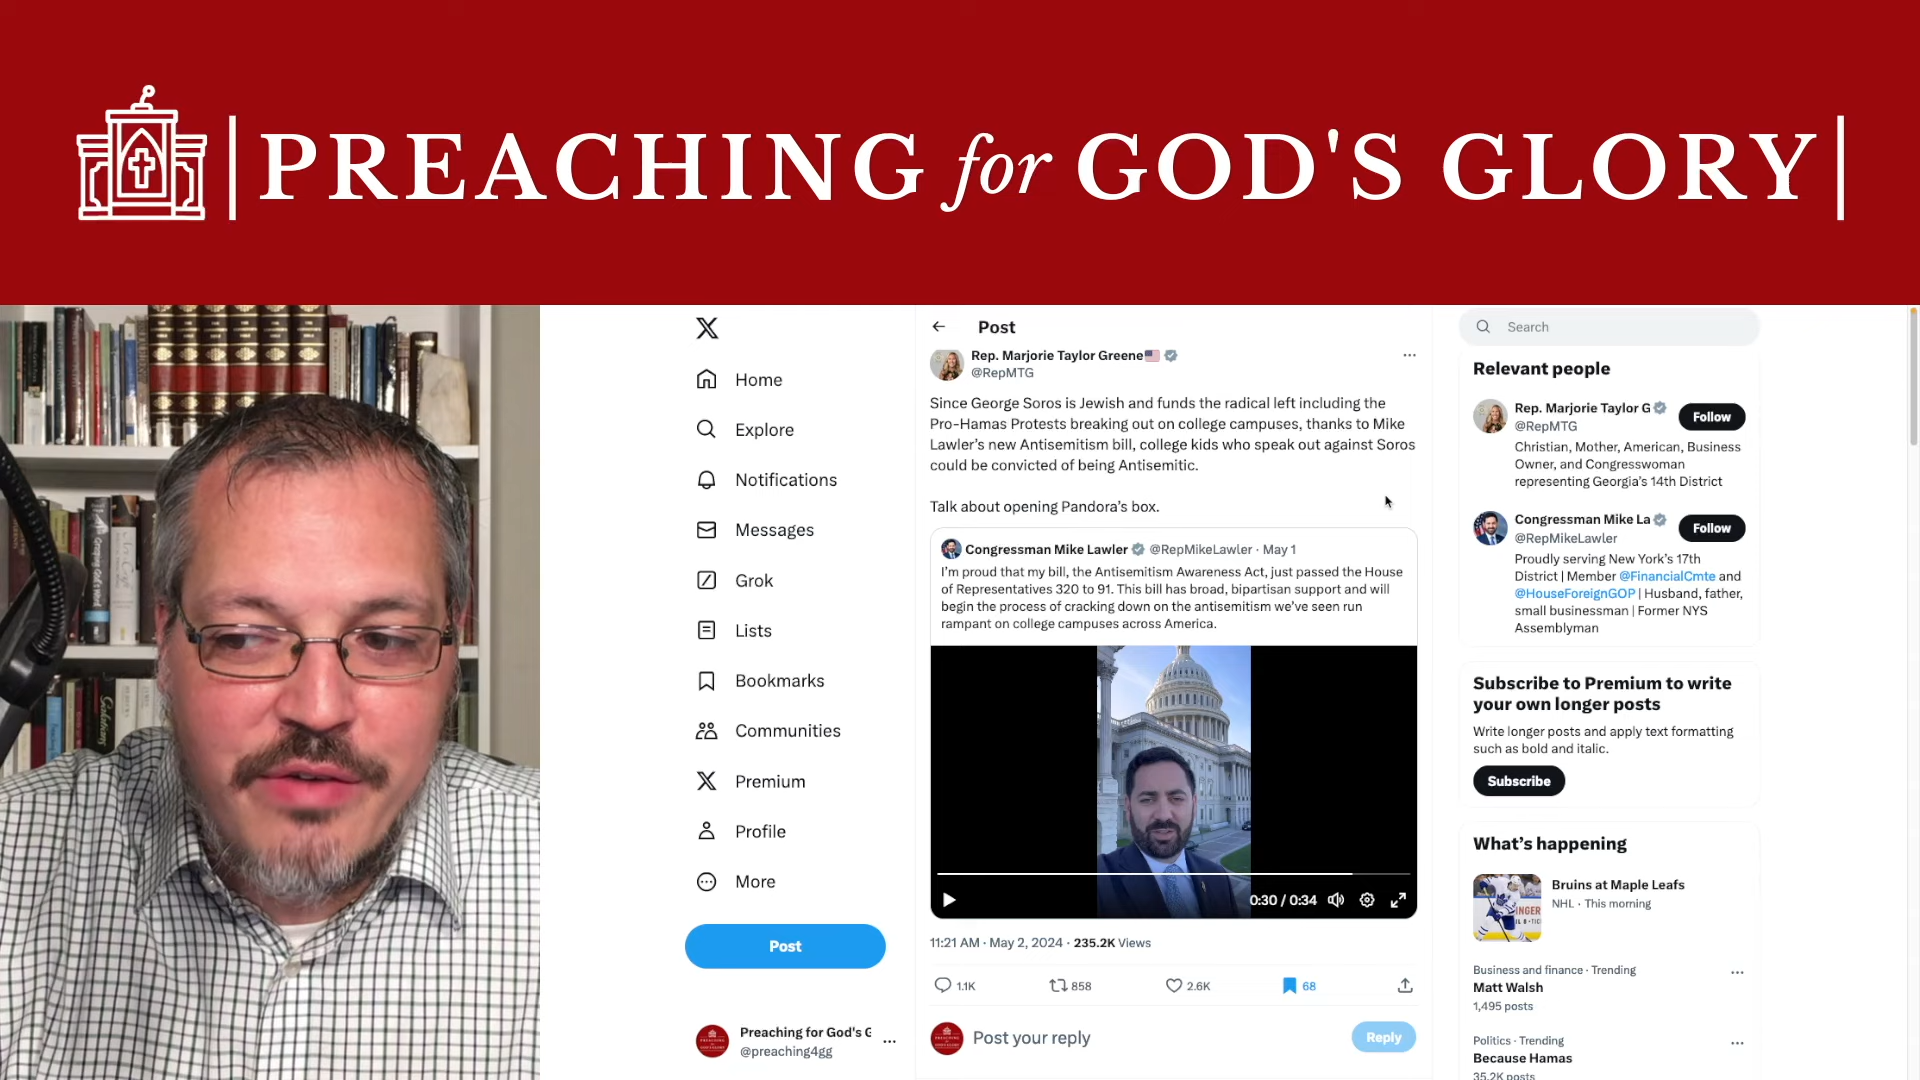 PREACHING for GOD'S GLORY
Home
Explore
Notifications
Messages
Grok
Lists
Bookmarks
Communities
Premium
Profile
More
Post
Preaching for God's G
@preaching4gg
Post
Rep. Marjorie Taylor Greene🇺🇸
@RepMTG
Since George Soros is Jewish and funds the radical left including the
Pro-Hamas Protests breaking out on college campuses, thanks to Mike
Lawler's new Antisemitism bill, college kids who speak out against Soros
could be convicted of being Antisemitic.
Talk about opening Pandora's box.
Congressman Mike Lawler @RepMikeLawler · May 1
I'm proud that my bill, the Antisemitism Awareness Act, just passed the House
of Representatives 320 to 91. This bill has broad, bipartisan support and will
begin the process of cracking down on the antisemitism we've seen run
rampant on college campuses across America.
0:30 / 0:34
11:21 AM · May 2, 2024 · 235.2K Views
1.1K 858 2.6K 68
Post your reply
Reply
Search
Relevant people
Rep. Marjorie Taylor G
@RepMTG
Follow
Christian, Mother, American, Business
Owner, and Congresswoman
representing Georgia's 14th District
Congressman Mike La
@RepMikeLawler
Follow
Proudly serving New York's 17th
District | Member @FinancialCmte and
@HouseForeignGOP | Husband, father,
small businessman | Former NYS
Assemblyman
Subscribe to Premium to write
your own longer posts
Write longer posts and apply text formatting
such as bold and italic.
Subscribe
What's happening
Bruins at Maple Leafs
NHL · This morning
Business and finance · Trending
Matt Walsh
1,495 posts
Politics · Trending
Because Hamas
35.2K posts